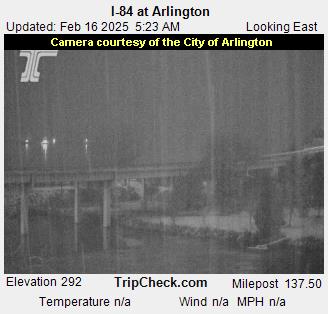 I-84 at Arlington
Updated: Feb 16 2025 5:23 AM Looking East
Camera courtesy of the City of Arlington
Elevation 292 TripCheck.com Milepost 137.50
Temperature n/a Wind n/a MPH n/a